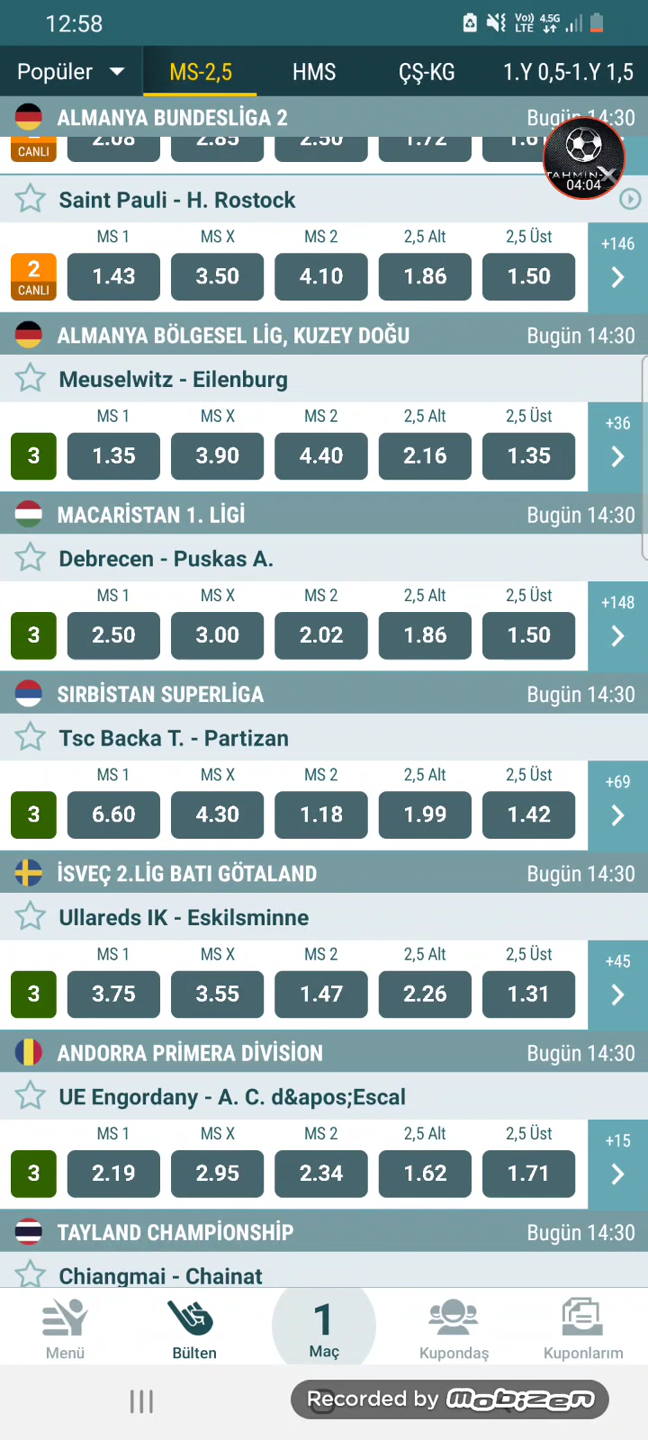 12:58
Vo)) LTE 4.5G
Popüler MS-2,5 HMS ÇŞ-KG 1.Y 0,5-1.Y 1,5
ALMANYA BUNDESLİGA 2 Bugün 14:30
TAHMIN-X
04:04
CANLI 2.08 2.85 2.50 1.72
Saint Pauli - H. Rostock
MS 1 MS X MS 2 2,5 Alt 2,5 Üst +146
2 CANLI 1.43 3.50 4.10 1.86 1.50
ALMANYA BÖLGESEL LİG, KUZEY DOĞU Bugün 14:30
Meuselwitz - Eilenburg
MS 1 MS X MS 2 2,5 Alt 2,5 Üst +36
3 1.35 3.90 4.40 2.16 1.35
MACARİSTAN 1. LİGİ Bugün 14:30
Debrecen - Puskas A.
MS 1 MS X MS 2 2,5 Alt 2,5 Üst +148
3 2.50 3.00 2.02 1.86 1.50
SIRBİSTAN SUPERLİGA Bugün 14:30
Tsc Backa T. - Partizan
MS 1 MS X MS 2 2,5 Alt 2,5 Üst +69
3 6.60 4.30 1.18 1.99 1.42
İSVEÇ 2.LİG BATI GÖTALAND Bugün 14:30
Ullareds IK - Eskilsminne
MS 1 MS X MS 2 2,5 Alt 2,5 Üst +45
3 3.75 3.55 1.47 2.26 1.31
ANDORRA PRİMERA DİVİSİON Bugün 14:30
UE Engordany - A. C. d&apos;Escal
MS 1 MS X MS 2 2,5 Alt 2,5 Üst +15
3 2.19 2.95 2.34 1.62 1.71
TAYLAND CHAMPİONSHİP Bugün 14:30
Chiangmai - Chainat
1
Menü Bülten Maç Kupondaş Kuponlarım
Recorded by mobizen